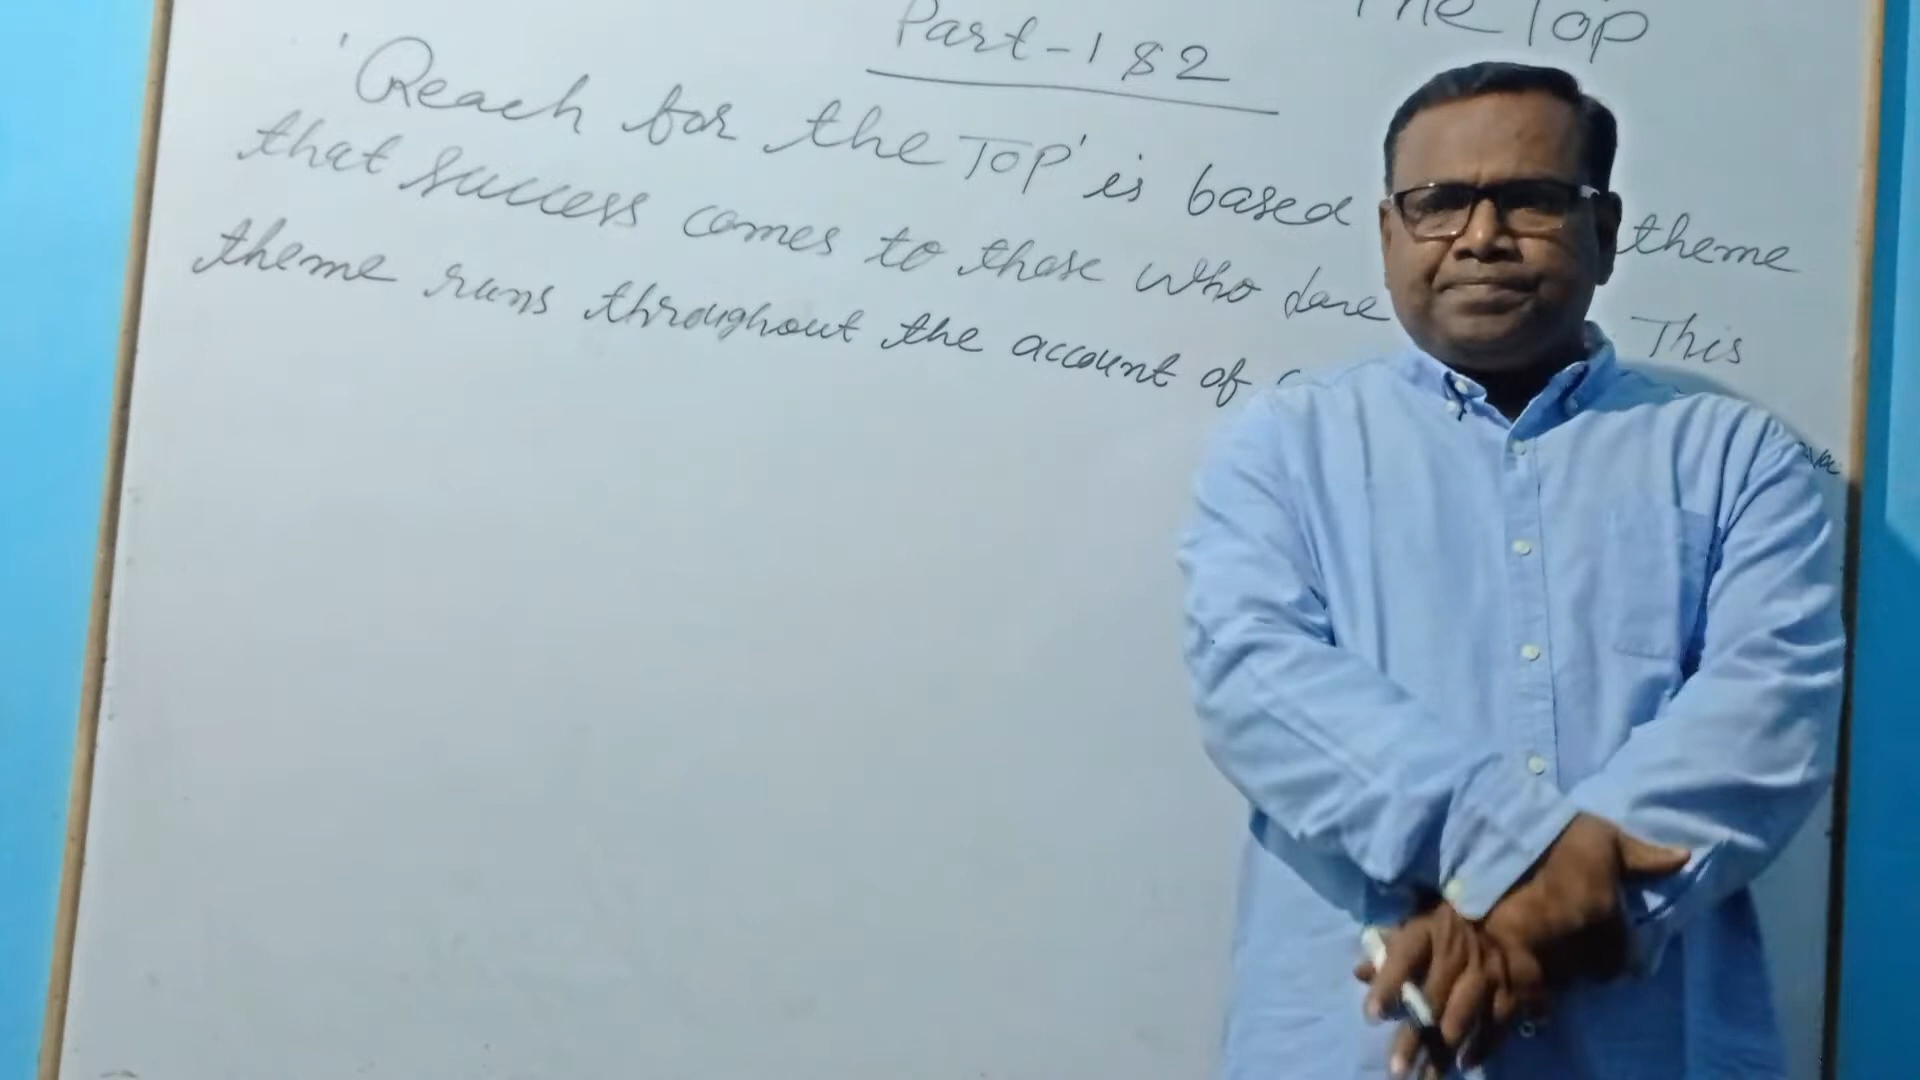 The Top
Part-1 & 2
'Reach for the Top' is based theme
that success comes to those who dare This
theme runs throughout the account of